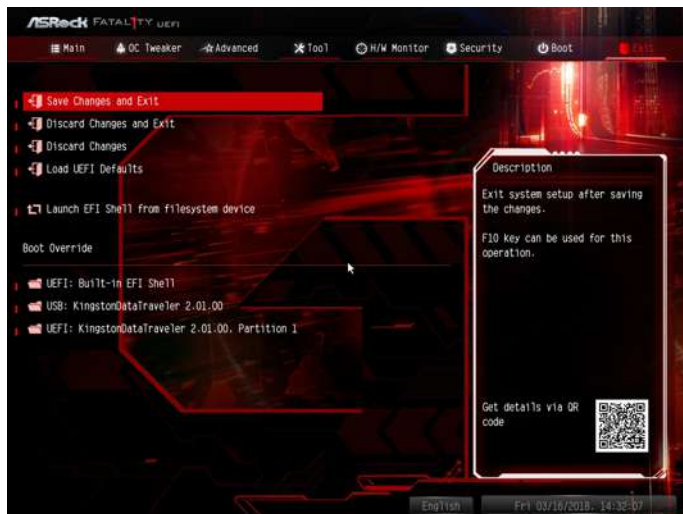 ASRock FATAL1TY UEFI
Main OC Tweaker Advanced Tool H/W Monitor Security Boot Exit
Save Changes and Exit
Discard Changes and Exit
Discard Changes
Load UEFI Defaults
Launch EFI Shell from filesystem device
Boot Override
UEFI: Built-in EFI Shell
USB: KingstonDataTraveler 2.01.00
UEFI: KingstonDataTraveler 2.01.00. Partition 1
Description
Exit system setup after saving
the changes.
F10 key can be used for this
operation.
Get details via QR
code
English Fri 03/16/2018. 14:32:07